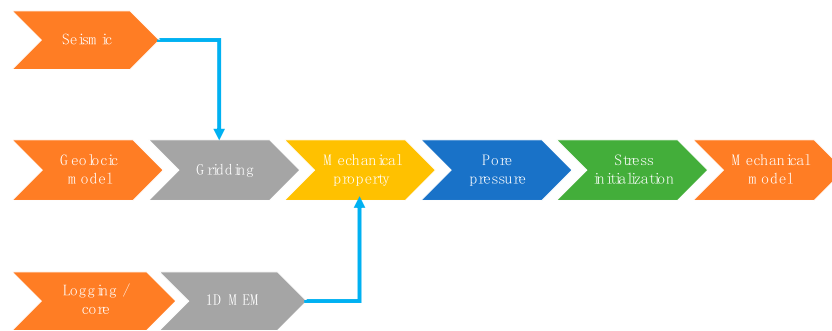 Seismic
Geolocic
model
Gridding
Mechanical
property
Pore
pressure
Stress
initialization
Mechanical
model
Logging /
core
1D MEM